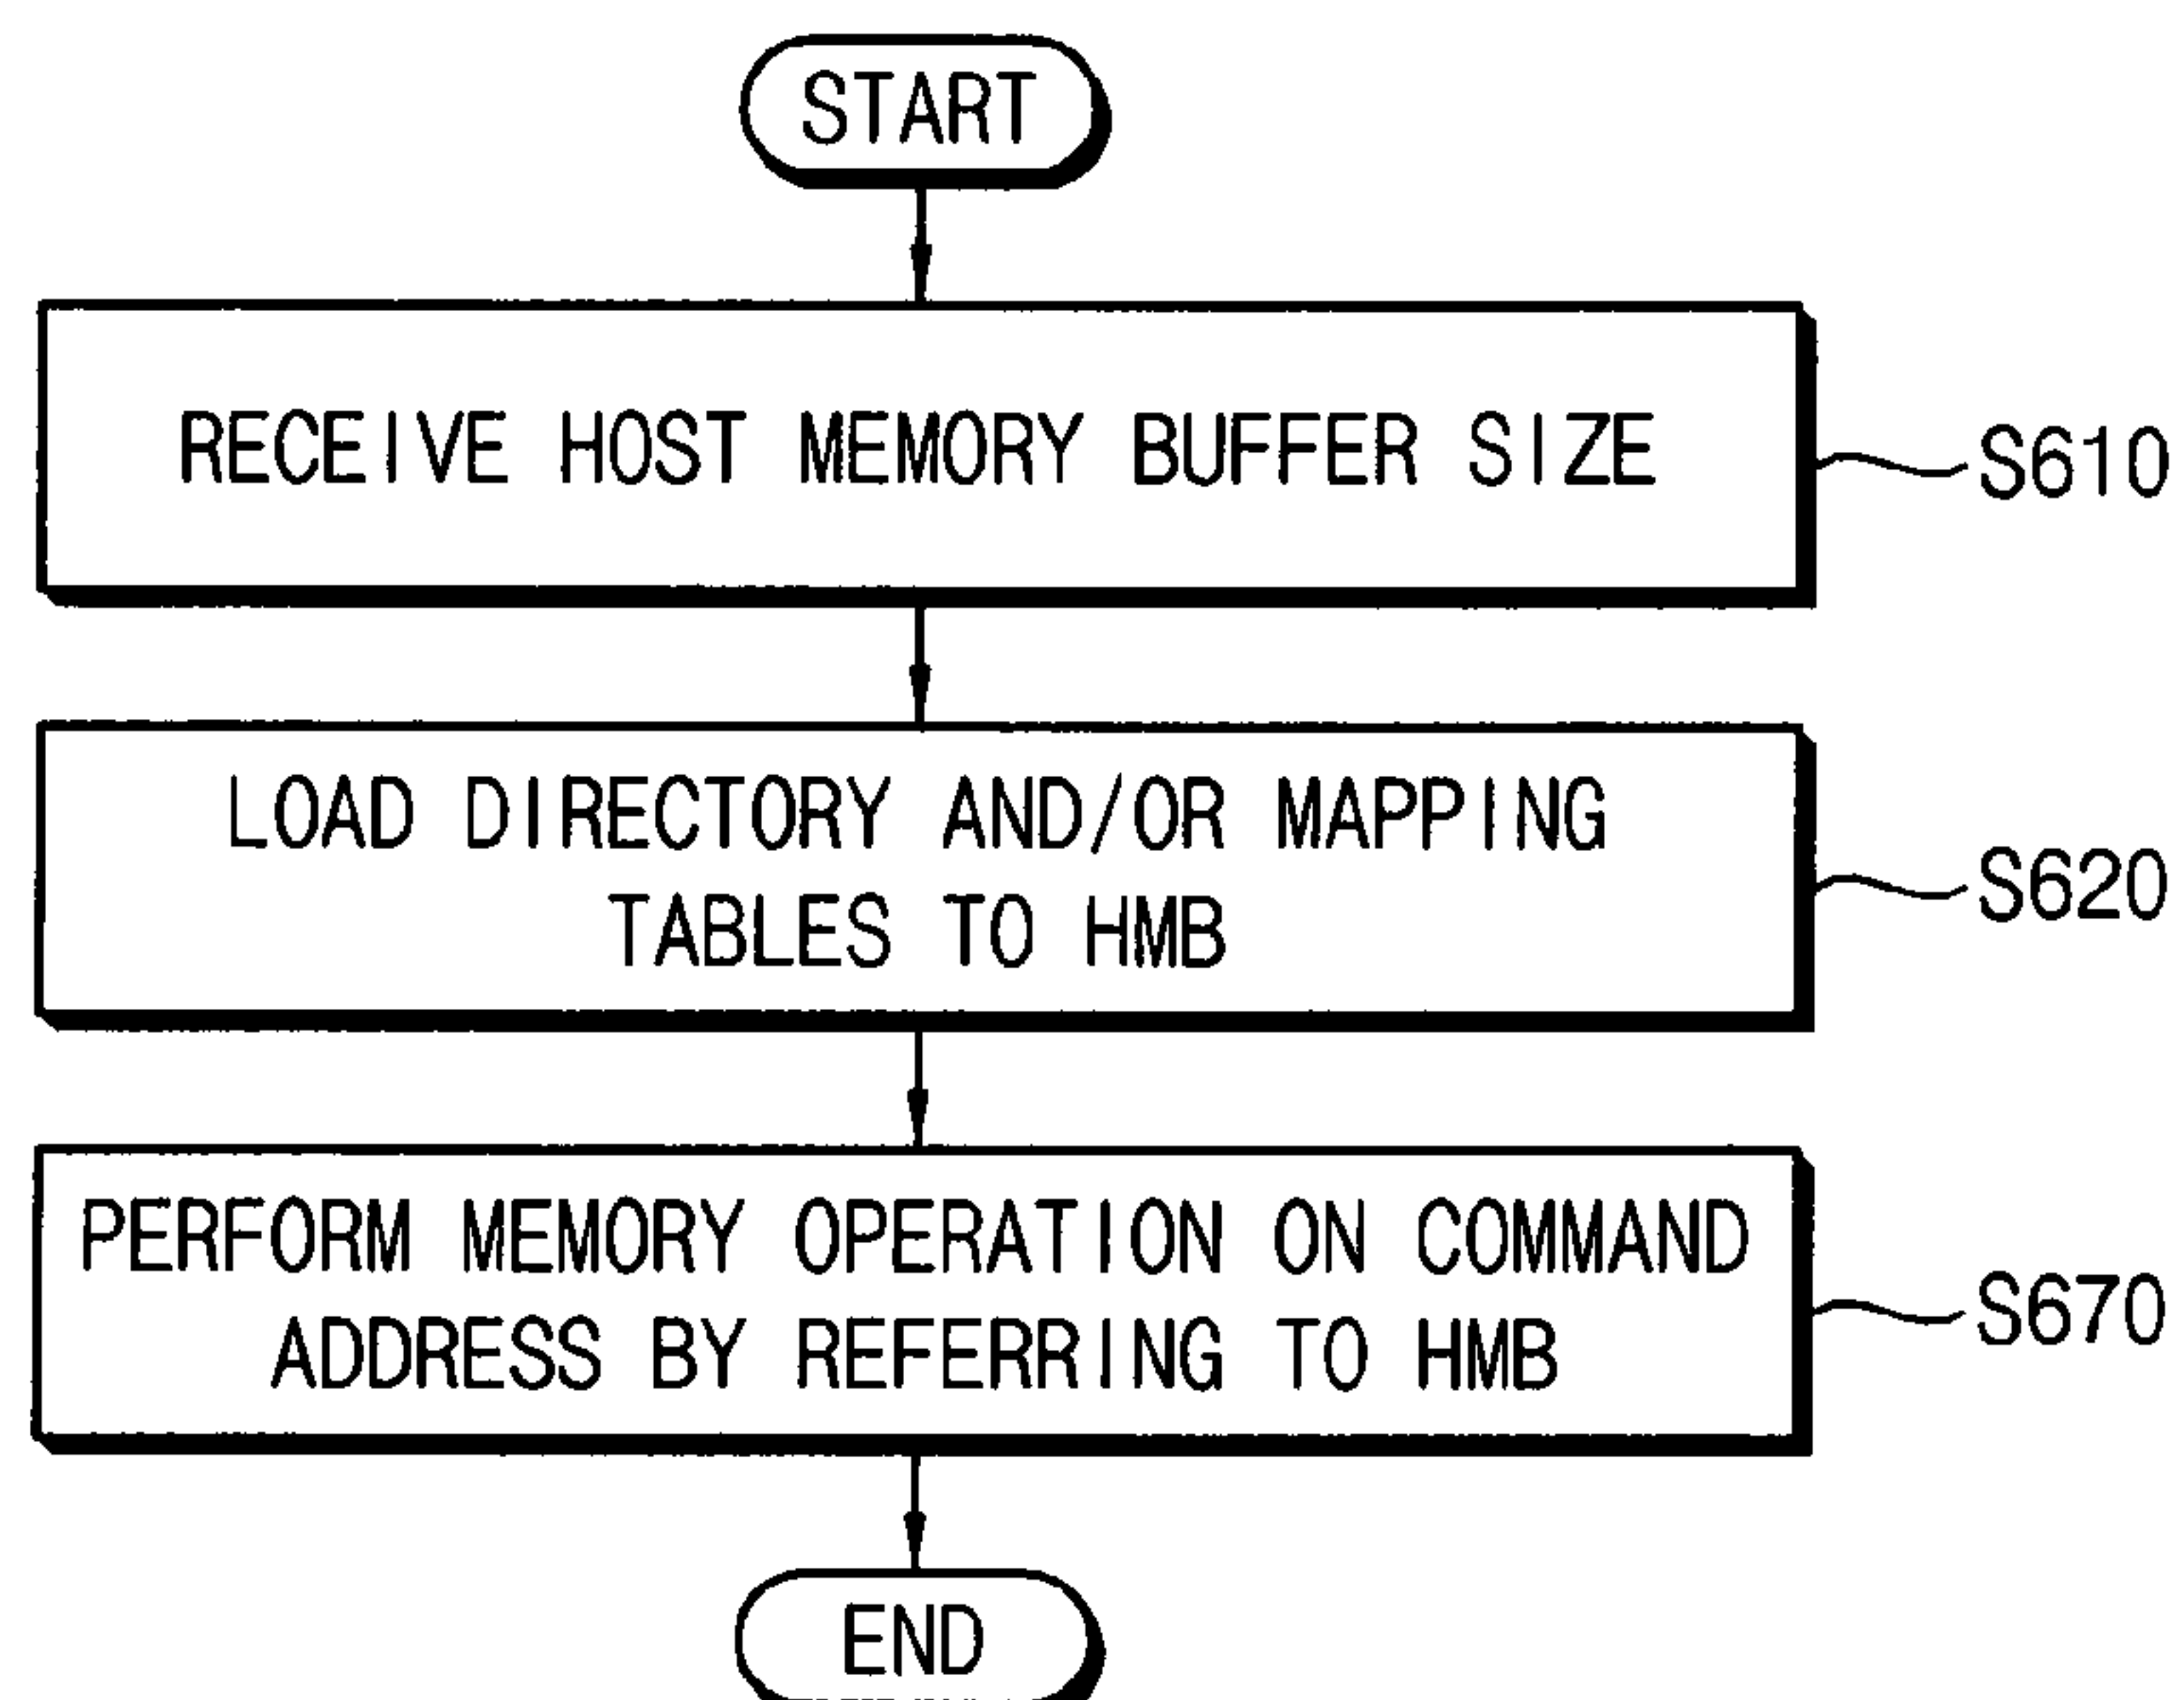 START
RECEIVE HOST MEMORY BUFFER SIZE
S610
LOAD DIRECTORY AND/OR MAPPING
TABLES TO HMB
S620
PERFORM MEMORY OPERATION ON COMMAND
ADDRESS BY REFERRING TO HMB
S670
END